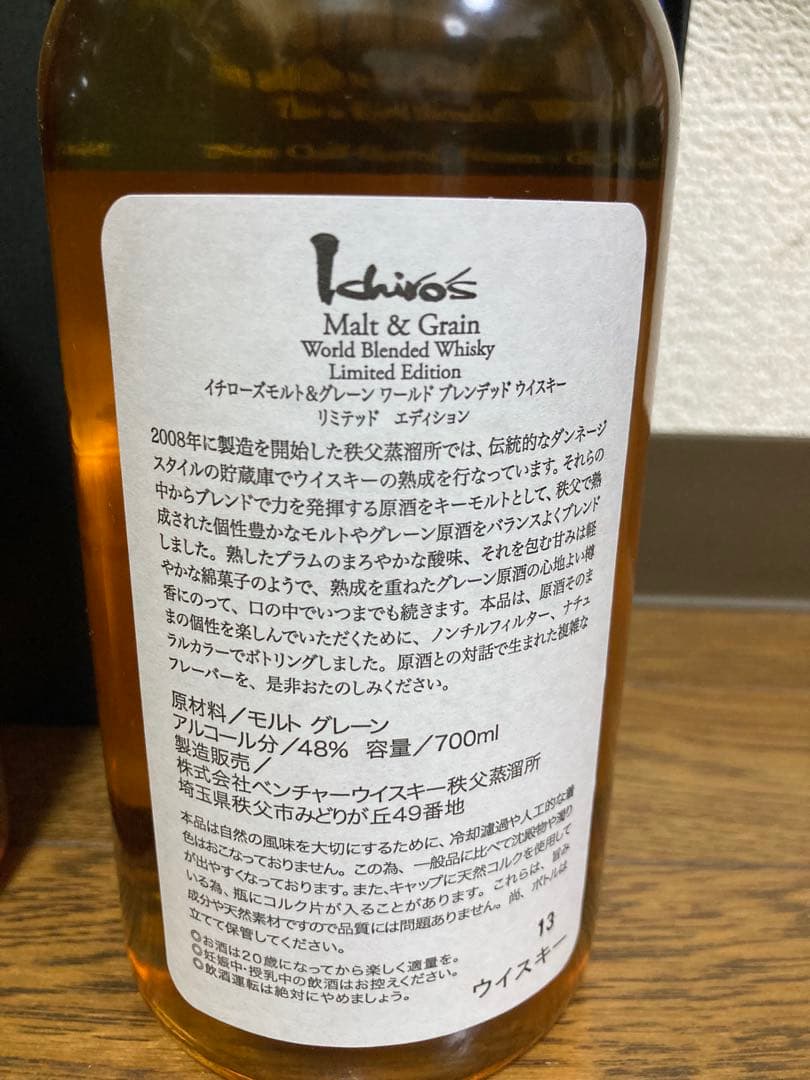 Ichiro's
Malt & Grain
World Blended Whisky
Limited Edition
イチローズモルト&グレーン ワールド ブレンデッド ウイスキー
リミテッド エディション
2008年に製造を開始した秩父蒸溜所では、伝統的なダンネージ
スタイルの貯蔵庫でウイスキーの熟成を行なっています。それらの
中からブレンドで力を発揮する原酒をキーモルトとして、秩父で熟
成された個性豊かなモルトやグレーン原酒をバランスよくブレンド
しました。熟したプラムのまろやかな酸味、それを包む甘みは軽
やかな綿菓子のようで、熟成を重ねたグレーン原酒の心地よい樽
香にのって、口の中でいつまでも続きます。本品は、原酒そのま
まの個性を楽しんでいただくために、ノンチルフィルター、ナチュ
ラルカラーでボトリングしました。原酒との対話で生まれた複雑な
フレーバーを、是非おたのしみください。
原材料/モルト グレーン
アルコール分/48% 容量/700ml
製造販売/
株式会社ベンチャーウイスキー秩父蒸溜所
埼玉県秩父市みどりが丘49番地
本品は自然の風味を大切にするために、冷却濾過や人工的な着
色はおこなっておりません。この為、一般品に比べて沈殿物や濁り
が出やすくなっております。また、キャップに天然コルクを使用して
いる為、瓶にコルク片が入ることがあります。これらは、旨み
成分や天然素材ですので品質には問題ありません。尚、ボトルは
立てて保管してください。
◎お酒は20歳になってから楽しく適量を。
◎妊娠中・授乳中の飲酒はお控えください。
◎飲酒運転は絶対にやめましょう。
13
ウイスキー